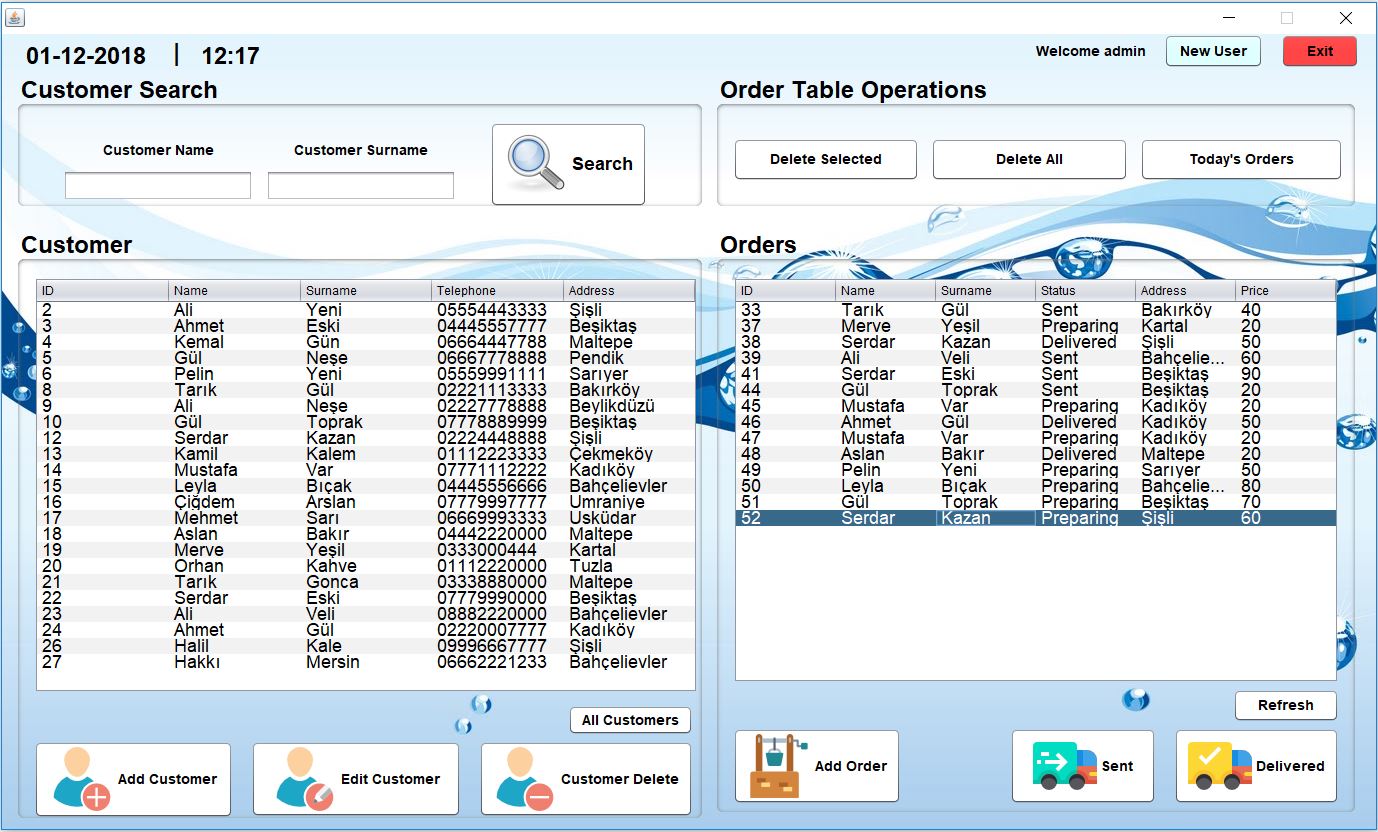 01-12-2018 | 12:17
Welcome admin
New User
Exit
Customer Search
Customer Name
Customer Surname
Search
Order Table Operations
Delete Selected
Delete All
Today's Orders
Customer
ID Name Surname Telephone Address
2 Ali Yeni 05554443333 Şişli
3 Ahmet Eski 04445557777 Beşiktaş
4 Kemal Gün 06664447788 Maltepe
5 Gül Neşe 06667778888 Pendik
6 Pelin Yeni 05559991111 Sarıyer
8 Tarık Gül 02221113333 Bakırköy
9 Ali Neşe 02227778888 Beylikdüzü
10 Gül Toprak 07778889999 Beşiktaş
12 Serdar Kazan 02224448888 Şişli
13 Kamil Kalem 01112223333 Çekmeköy
14 Mustafa Var 07771112222 Kadıköy
15 Leyla Bıçak 04445556666 Bahçelievler
16 Çiğdem Arslan 07779997777 Ümraniye
17 Mehmet Sarı 06669993333 Üsküdar
18 Aslan Bakır 04442220000 Maltepe
19 Merve Yeşil 0333000444 Kartal
20 Orhan Kahve 01112220000 Tuzla
21 Tarık Gonca 03338880000 Maltepe
22 Serdar Eski 07779990000 Beşiktaş
23 Ali Veli 08882220000 Bahçelievler
24 Ahmet Gül 02220007777 Kadıköy
26 Halil Kale 09996667777 Şişli
27 Hakkı Mersin 06662221233 Bahçelievler
All Customers
Add Customer
Edit Customer
Customer Delete
Orders
ID Name Surname Status Address Price
33 Tarık Gül Sent Bakırköy 40
37 Merve Yeşil Preparing Kartal 20
38 Serdar Kazan Delivered Şişli 50
39 Ali Veli Sent Bahçelie... 60
41 Serdar Eski Sent Beşiktaş 90
44 Gül Toprak Sent Beşiktaş 20
45 Mustafa Var Preparing Kadıköy 20
46 Ahmet Gül Delivered Kadıköy 50
47 Mustafa Var Preparing Kadıköy 20
48 Aslan Bakır Delivered Maltepe 20
49 Pelin Yeni Preparing Sarıyer 50
50 Leyla Bıçak Preparing Bahçelie... 80
51 Gül Toprak Preparing Beşiktaş 70
52 Serdar Kazan Preparing Şişli 60
Refresh
Add Order
Sent
Delivered